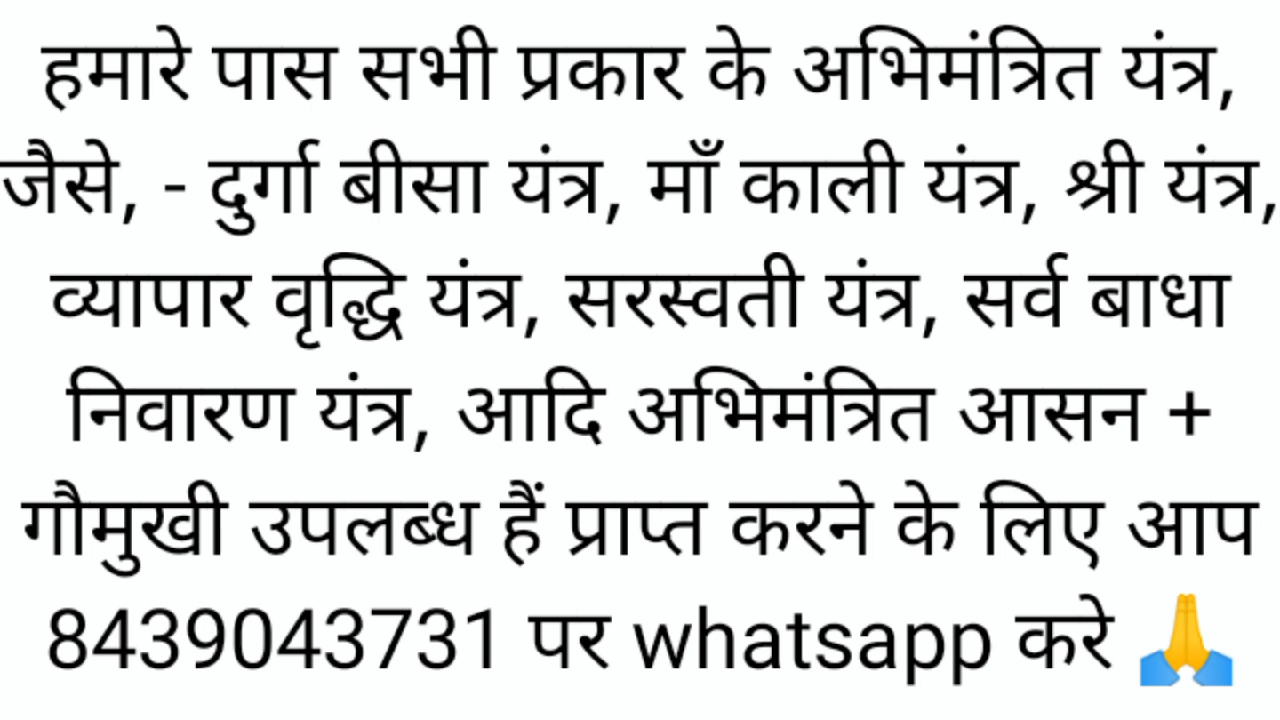 हमारे पास सभी प्रकार के अभिमंत्रित यंत्र,
जैसे, - दुर्गा बीसा यंत्र, माँ काली यंत्र, श्री यंत्र,
व्यापार वृद्धि यंत्र, सरस्वती यंत्र, सर्व बाधा
निवारण यंत्र, आदि अभिमंत्रित आसन +
गौमुखी उपलब्ध हैं प्राप्त करने के लिए आप
8439043731 पर whatsapp करे 🙏